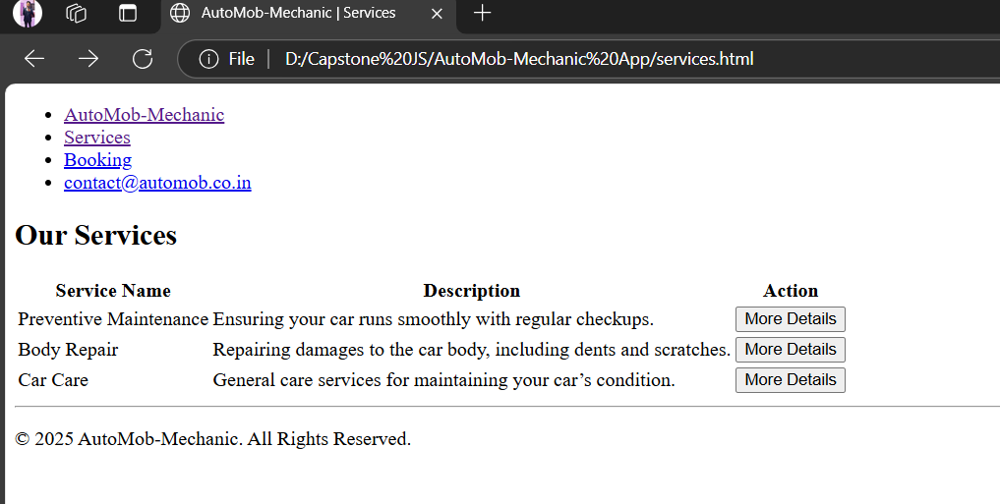 AutoMob-Mechanic | Services
File | D:/Capstone%20JS/AutoMob-Mechanic%20App/services.html
AutoMob-Mechanic
Services
Booking
contact@automob.co.in
Our Services
Service Name Description Action
Preventive Maintenance Ensuring your car runs smoothly with regular checkups. More Details
Body Repair Repairing damages to the car body, including dents and scratches. More Details
Car Care General care services for maintaining your car’s condition. More Details
© 2025 AutoMob-Mechanic. All Rights Reserved.